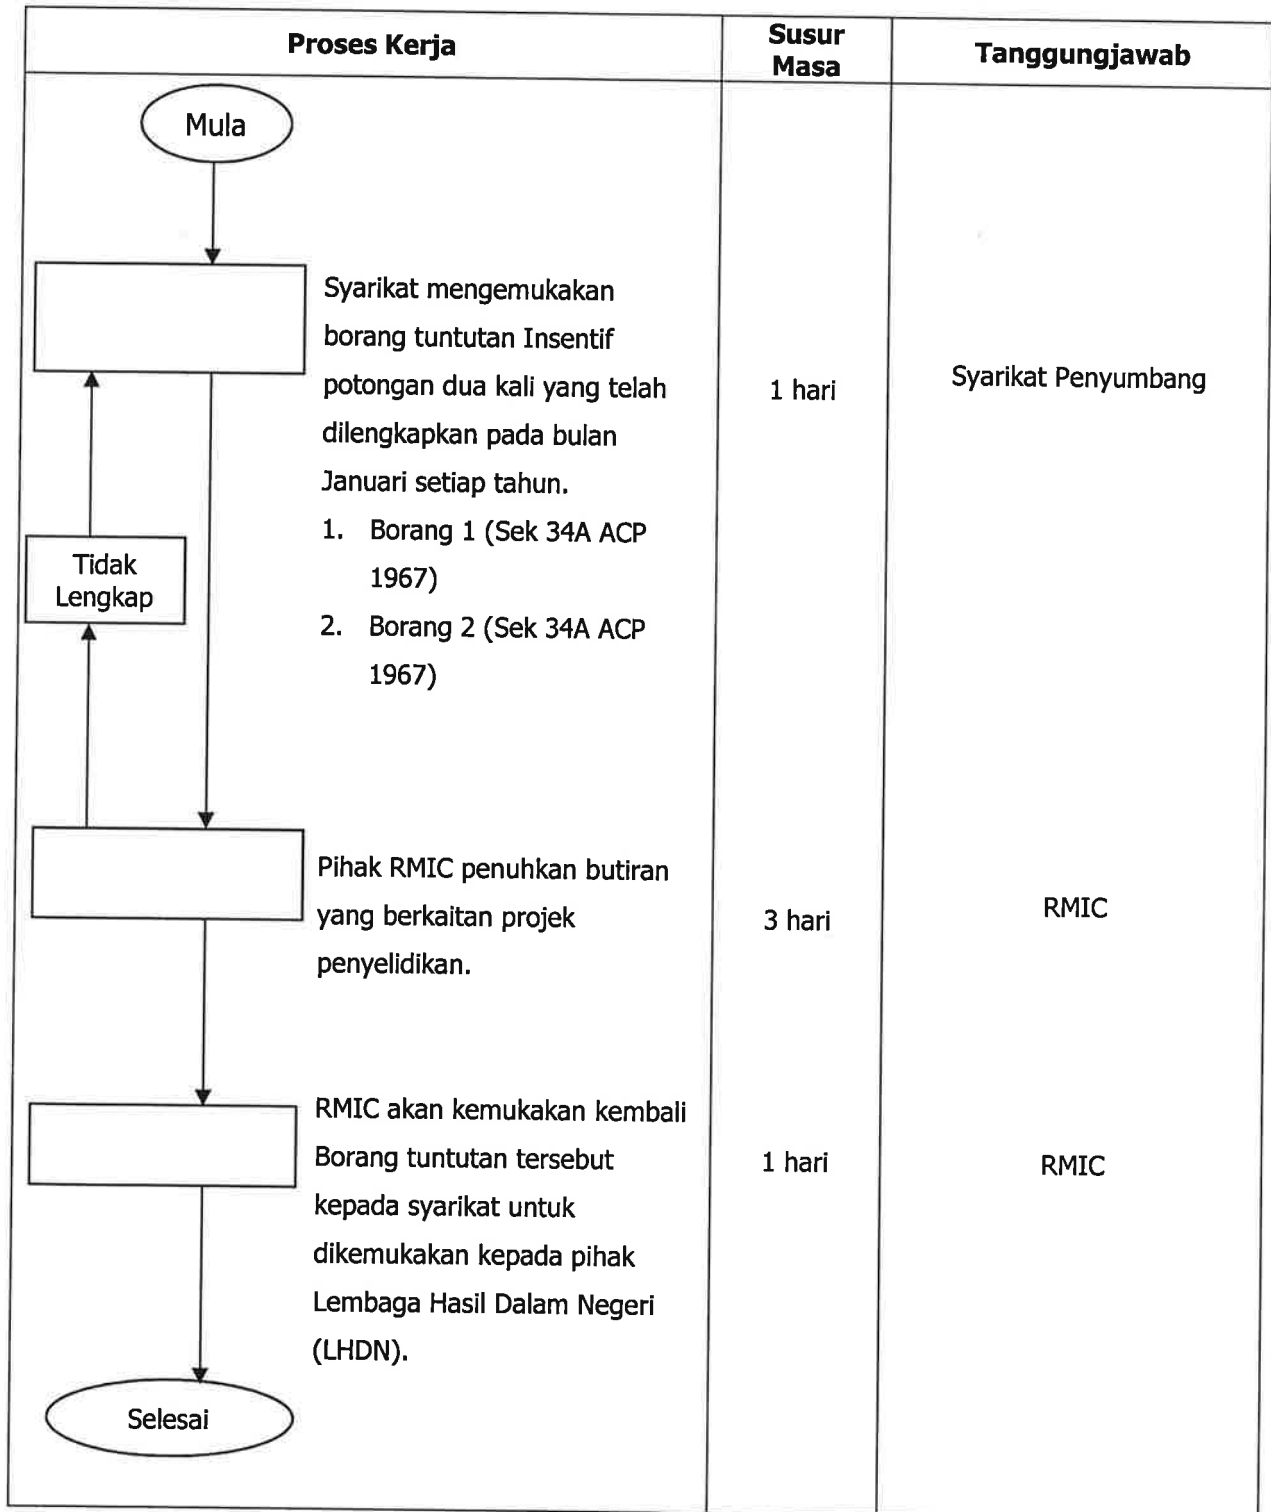 Proses Kerja
Susur
Masa
Tanggungjawab
Mula
Syarikat mengemukakan
borang tuntutan Insentif
potongan dua kali yang telah
dilengkapkan pada bulan
Januari setiap tahun.
1. Borang 1 (Sek 34A ACP
1967)
2. Borang 2 (Sek 34A ACP
1967)
1 hari
Syarikat Penyumbang
Tidak
Lengkap
Pihak RMIC penuhkan butiran
yang berkaitan projek
penyelidikan.
3 hari
RMIC
RMIC akan kemukakan kembali
Borang tuntutan tersebut
kepada syarikat untuk
dikemukakan kepada pihak
Lembaga Hasil Dalam Negeri
(LHDN).
1 hari
RMIC
Selesai